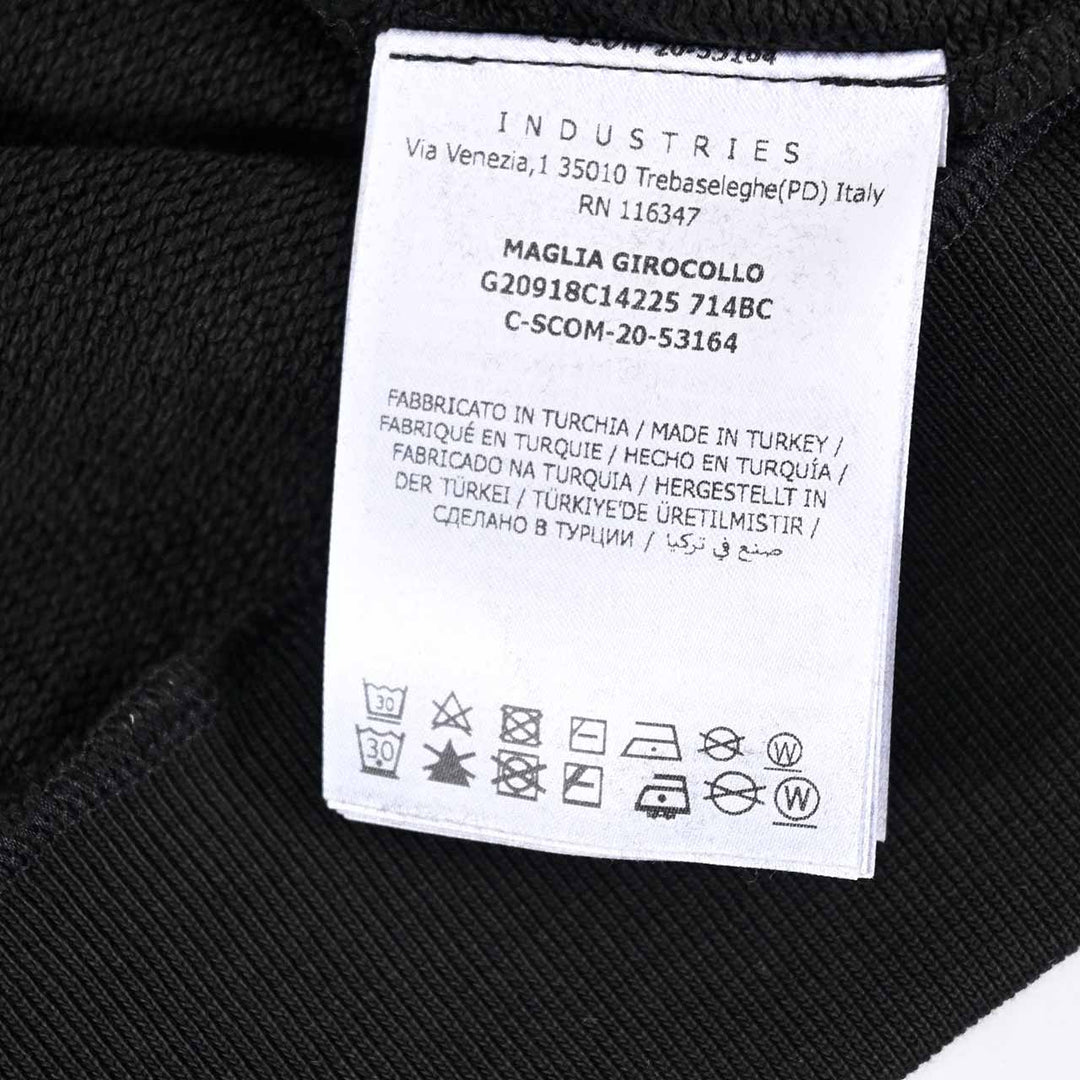 INDUSTRIES
Via Venezia,1 35010 Trebaseleghe(PD) Italy
RN 116347
MAGLIA GIROCOLLO
G20918C14225 714BC
C-SCOM-20-53164
FABBRICATO IN TURCHIA / MADE IN TURKEY /
FABRIQUÉ EN TURQUIE / HECHO EN TURQUÍA /
FABRICADO NA TURQUIA / HERGESTELLT IN
DER TÜRKEI / TÜRKIYE'DE ÜRETILMISTIR /
СДЕЛАНО В ТУРЦИИ / صنع في تركيا
30 W
30 W